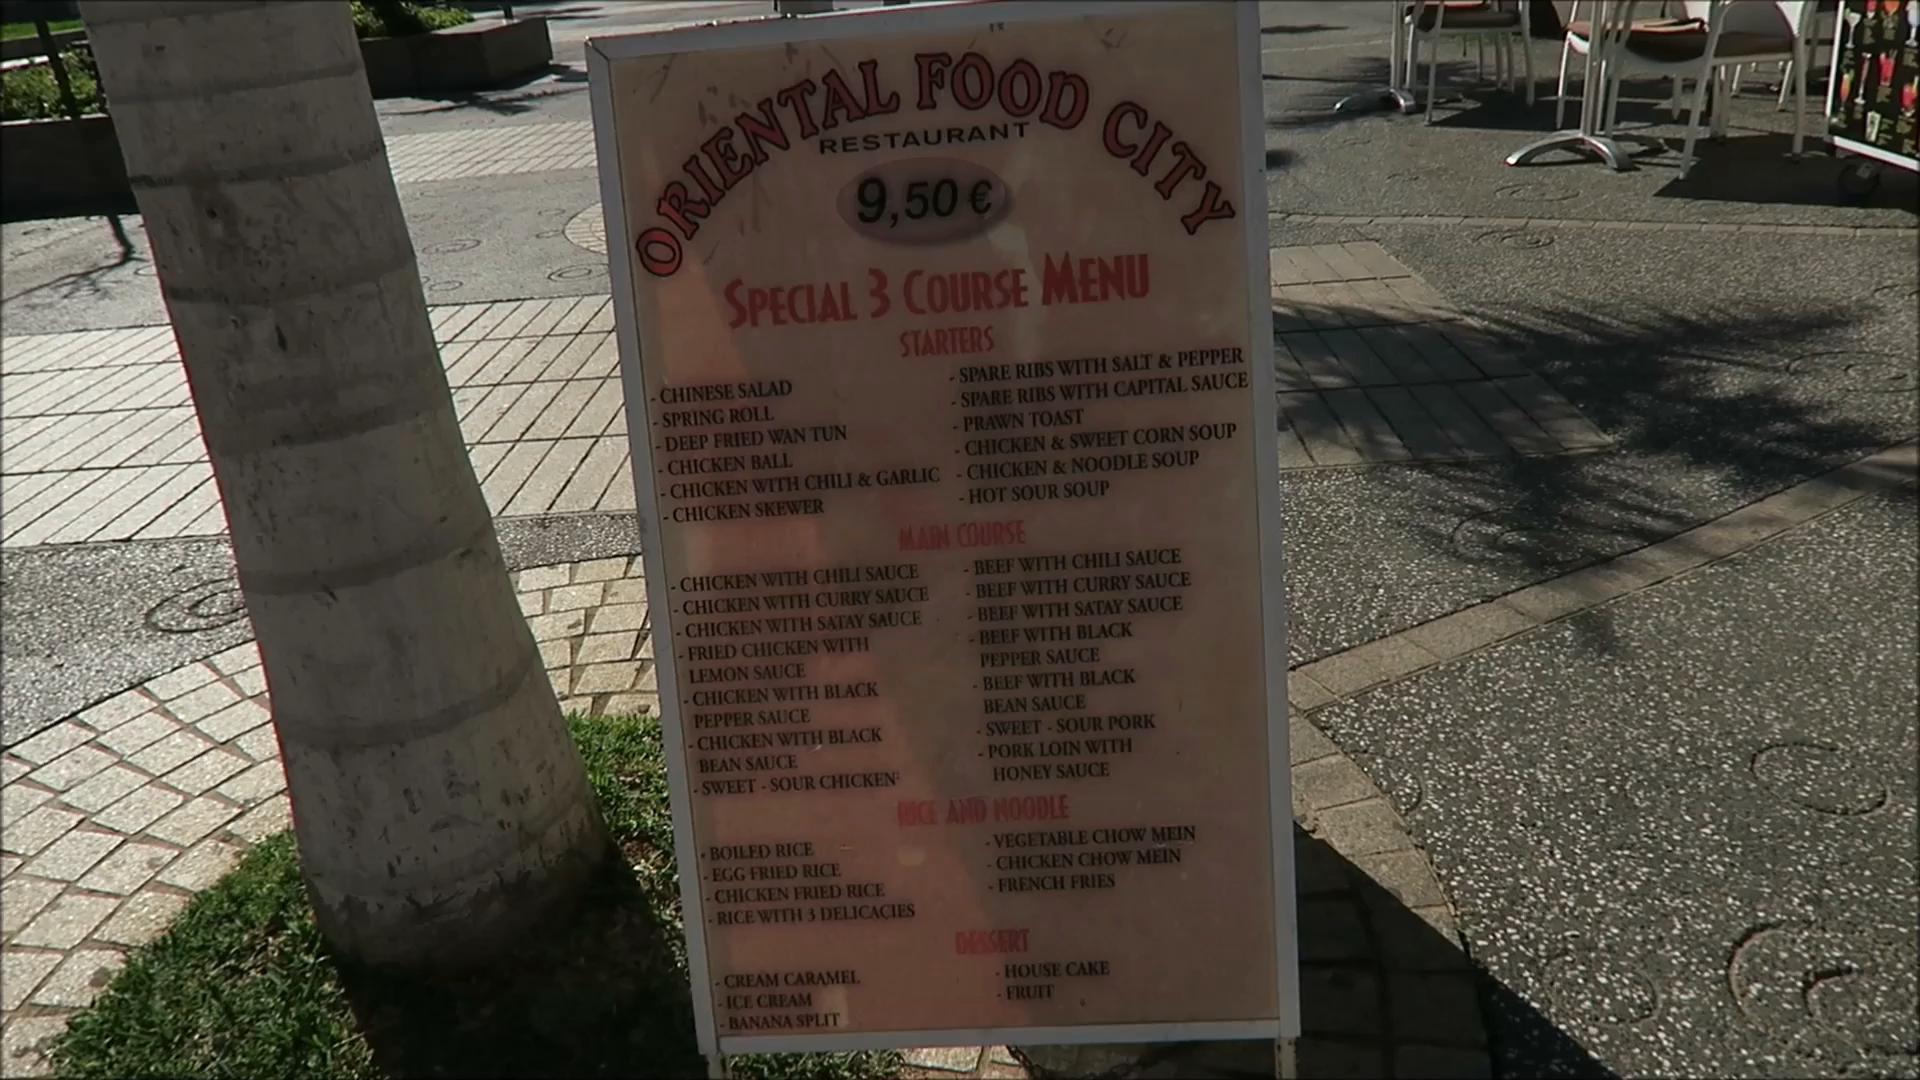 ORIENTAL FOOD CITY
RESTAURANT
9,50 €
SPECIAL 3 COURSE MENU
STARTERS
- CHINESE SALAD
- SPRING ROLL
- DEEP FRIED WAN TUN
- CHICKEN BALL
- CHICKEN WITH CHILI & GARLIC
- CHICKEN SKEWER
- SPARE RIBS WITH SALT & PEPPER
- SPARE RIBS WITH CAPITAL SAUCE
- PRAWN TOAST
- CHICKEN & SWEET CORN SOUP
- CHICKEN & NOODLE SOUP
- HOT SOUR SOUP
MAIN COURSE
- CHICKEN WITH CHILI SAUCE
- CHICKEN WITH CURRY SAUCE
- CHICKEN WITH SATAY SAUCE
- FRIED CHICKEN WITH
LEMON SAUCE
- CHICKEN WITH BLACK
PEPPER SAUCE
- CHICKEN WITH BLACK
BEAN SAUCE
- SWEET - SOUR CHICKEN
- BEEF WITH CHILI SAUCE
- BEEF WITH CURRY SAUCE
- BEEF WITH SATAY SAUCE
- BEEF WITH BLACK
PEPPER SAUCE
- BEEF WITH BLACK
BEAN SAUCE
- SWEET - SOUR PORK
- PORK LOIN WITH
HONEY SAUCE
RICE AND NOODLE
- BOILED RICE
- EGG FRIED RICE
- CHICKEN FRIED RICE
- RICE WITH 3 DELICACIES
- VEGETABLE CHOW MEIN
- CHICKEN CHOW MEIN
- FRENCH FRIES
DESSERT
- CREAM CARAMEL
- ICE CREAM
- BANANA SPLIT
- HOUSE CAKE
- FRUIT